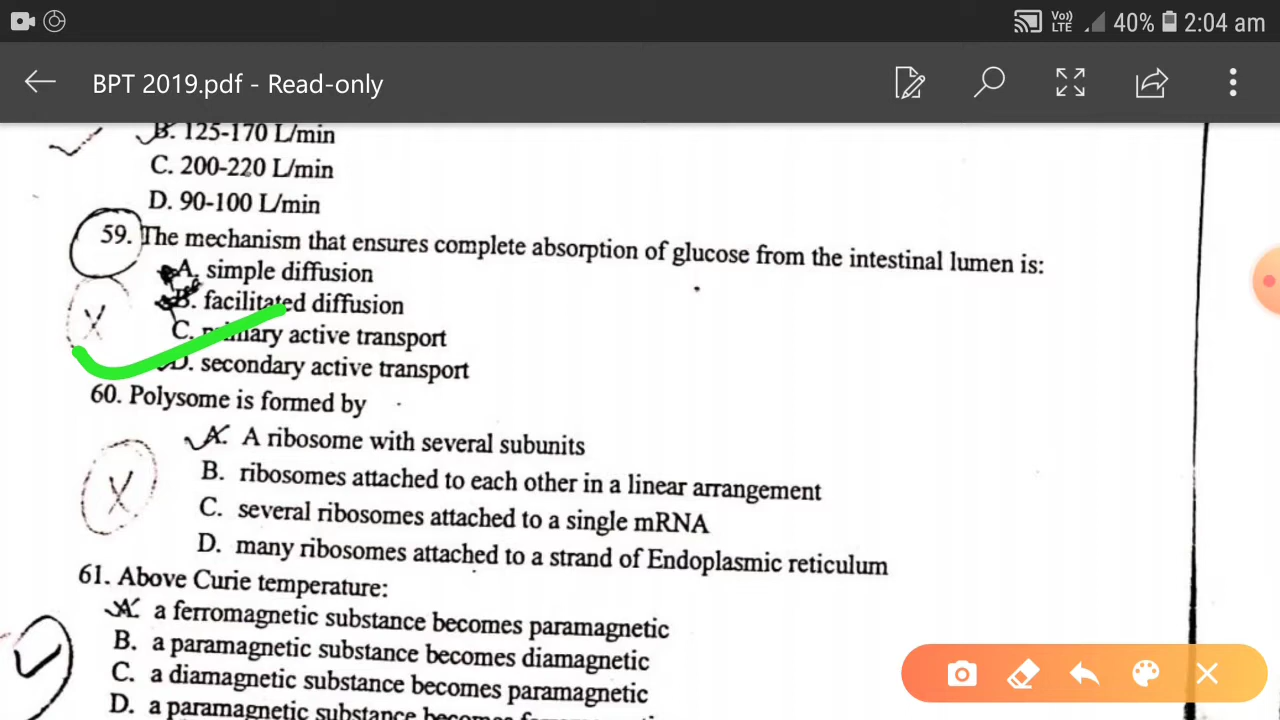 Vo))
LTE
40%
2:04 am
BPT 2019.pdf - Read-only
B. 125-170 L/min
C. 200-220 L/min
D. 90-100 L/min
59. The mechanism that ensures complete absorption of glucose from the intestinal lumen is:
A. simple diffusion
B. facilitated diffusion
C. primary active transport
D. secondary active transport
60. Polysome is formed by
A. A ribosome with several subunits
B. ribosomes attached to each other in a linear arrangement
C. several ribosomes attached to a single mRNA
D. many ribosomes attached to a strand of Endoplasmic reticulum
61. Above Curie temperature:
A. a ferromagnetic substance becomes paramagnetic
B. a paramagnetic substance becomes diamagnetic
C. a diamagnetic substance becomes paramagnetic
D. a paramagnetic substance becomes